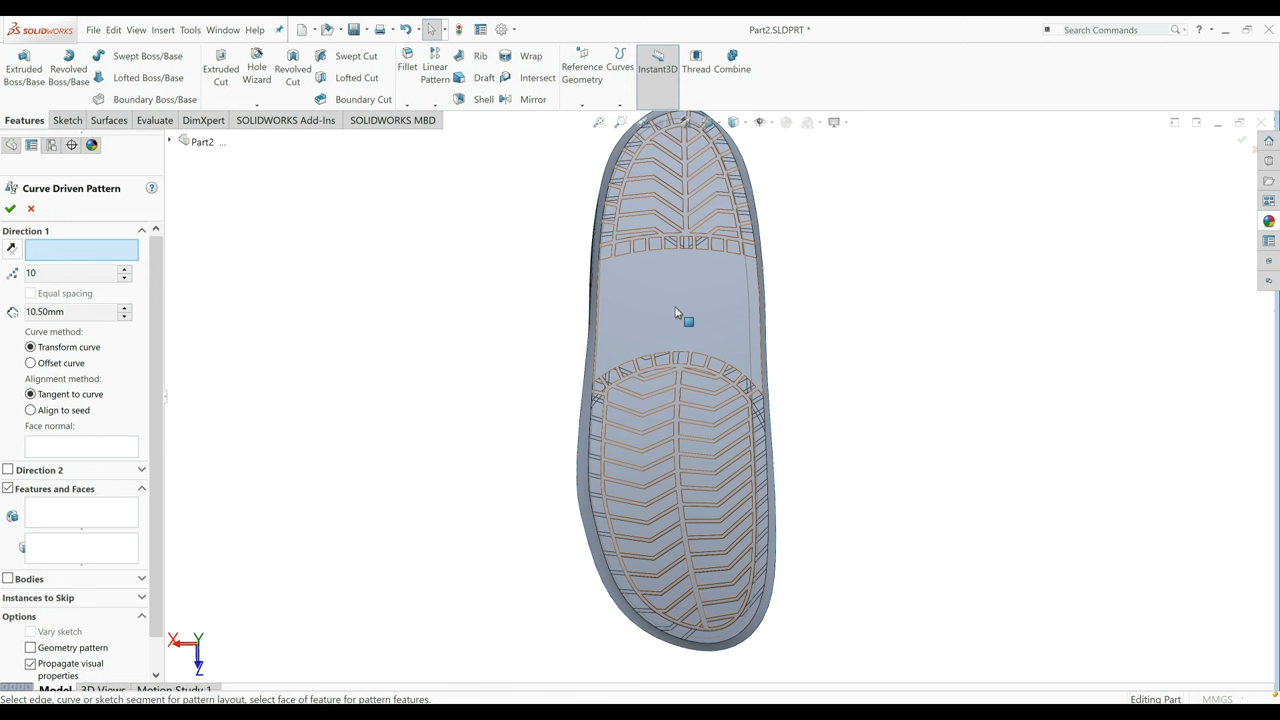 SOLIDWORKS File Edit View Insert Tools Window Help Part2.SLDPRT * Search Commands
Extruded Boss/Base
Revolved Boss/Base
Swept Boss/Base
Lofted Boss/Base
Boundary Boss/Base
Extruded Cut
Hole Wizard
Revolved Cut
Swept Cut
Lofted Cut
Boundary Cut
Fillet
Linear Pattern
Rib
Draft
Shell
Wrap
Intersect
Mirror
Reference Geometry
Curves
Instant3D
Thread
Combine
Features Sketch Surfaces Evaluate DimXpert SOLIDWORKS Add-Ins SOLIDWORKS MBD
Part2 ...
Curve Driven Pattern
Direction 1
10
Equal spacing
10.50mm
Curve method:
Transform curve
Offset curve
Alignment method:
Tangent to curve
Align to seed
Face normal:
Direction 2
Features and Faces
Bodies
Instances to Skip
Options
Vary sketch
Geometry pattern
Propagate visual
properties
X Y
Z
Model 3D Views Motion Study 1
Select edge, curve or sketch segment for pattern layout, select face of feature for pattern features. Editing Part MMGS